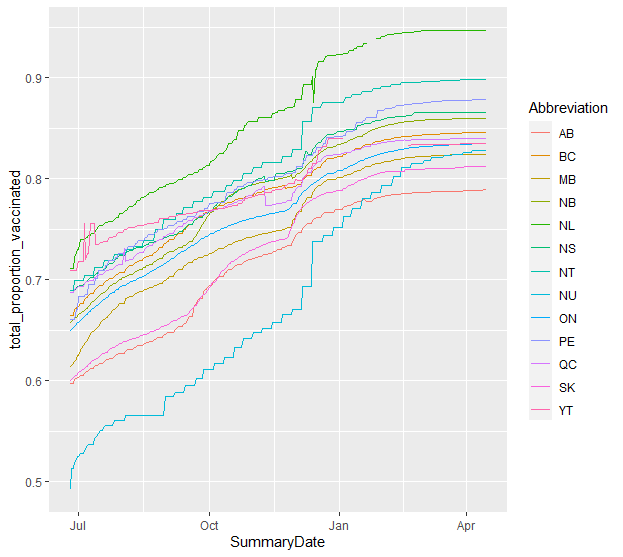 total_proportion_vaccinated
0.9
0.8
0.7
0.6
0.5
Jul Oct Jan Apr
SummaryDate
Abbreviation
AB
BC
MB
NB
NL
NS
NT
NU
ON
PE
QC
SK
YT